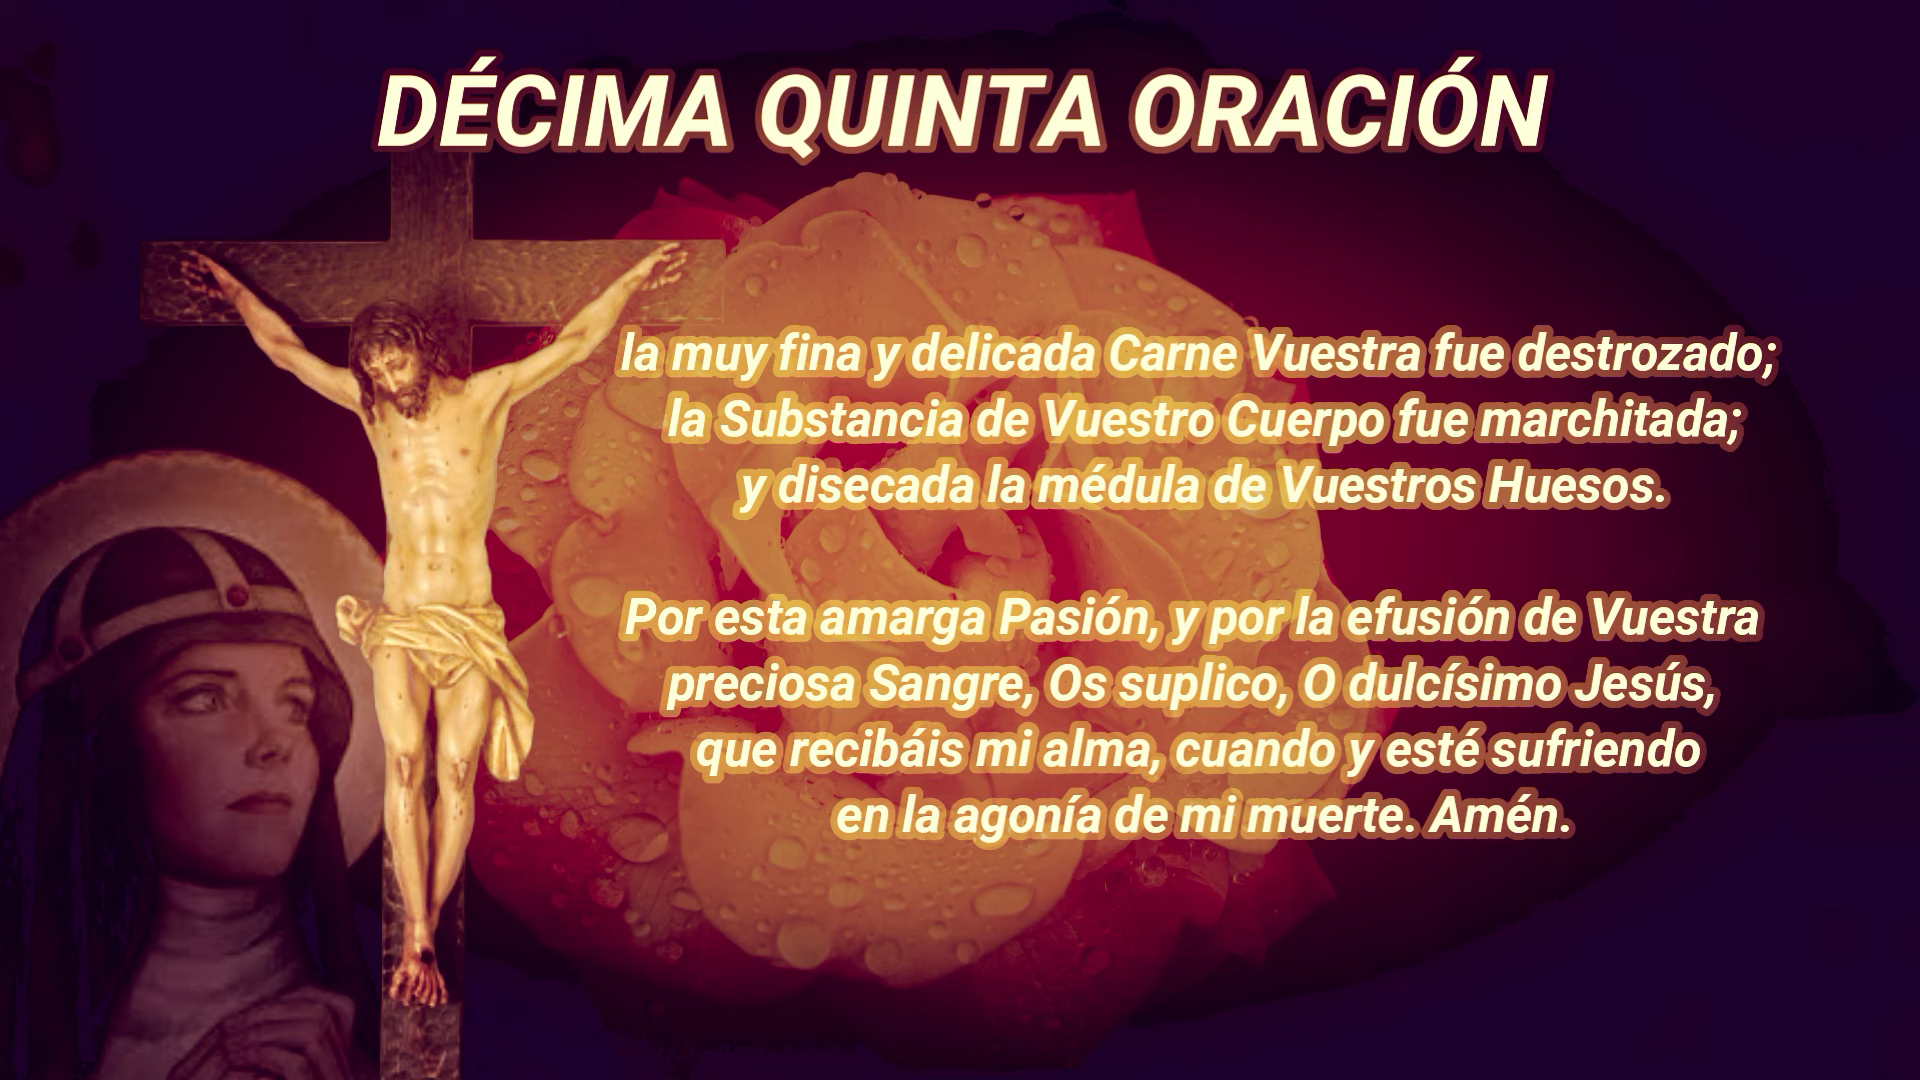 DÉCIMA QUINTA ORACIÓN
la muy fina y delicada Carne Vuestra fue destrozado;
la Substancia de Vuestro Cuerpo fue marchitada;
y disecada la médula de Vuestros Huesos.
Por esta amarga Pasión, y por la efusión de Vuestra
preciosa Sangre, Os suplico, O dulcísimo Jesús,
que recibáis mi alma, cuando y esté sufriendo
en la agonía de mi muerte. Amén.